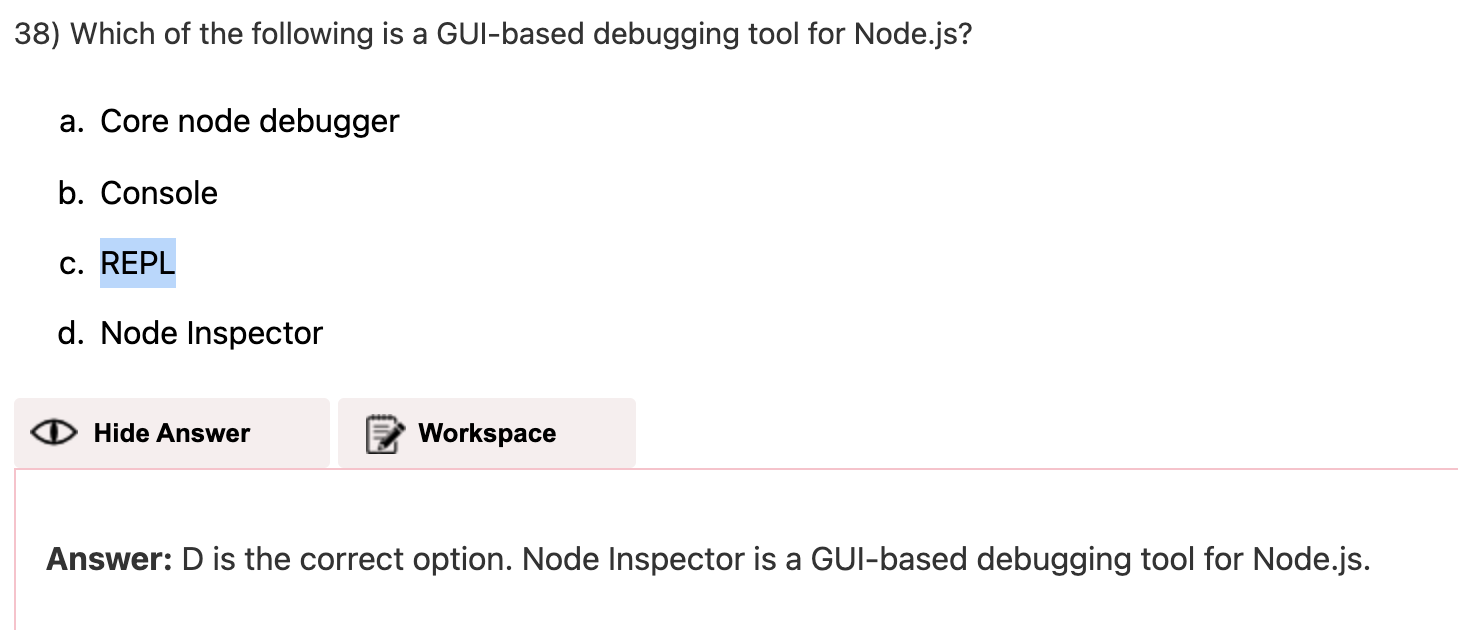 38) Which of the following is a GUI-based debugging tool for Node.js?
a. Core node debugger
b. Console
c. REPL
d. Node Inspector
Hide Answer Workspace
Answer: D is the correct option. Node Inspector is a GUI-based debugging tool for Node.js.